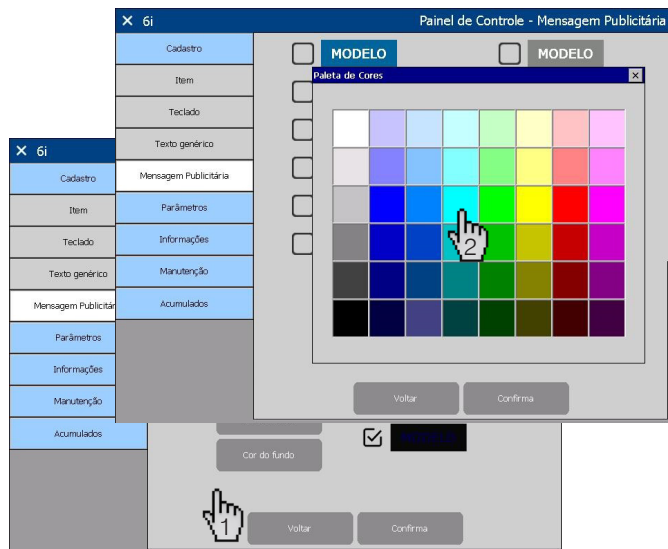 6i
Painel de Controle - Mensagem Publicitária
Cadastro
Item
Teclado
Texto genérico
Mensagem Publicitária
Parâmetros
Informações
Manutenção
Acumulados
MODELO
MODELO
Paleta de Cores
2
Voltar
Confirma
6i
Cadastro
Item
Teclado
Texto genérico
Mensagem Publicitár
Parâmetros
Informações
Manutenção
Acumulados
MODELO
Cor do fundo
1
Voltar
Confirma